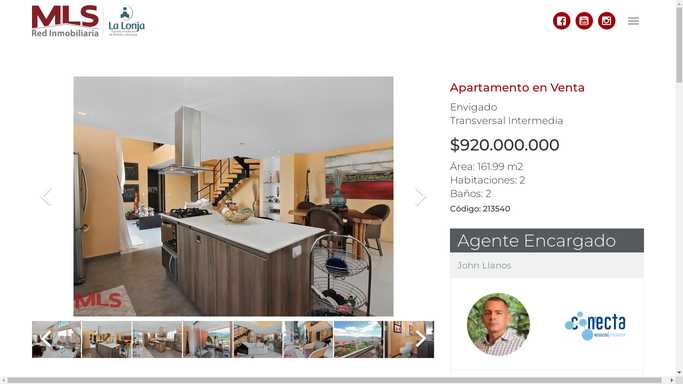 MLS
Red Inmobiliaria
La Lonja
Apartamento en Venta
Envigado
Transversal Intermedia
$920.000.000
Área: 161.99 m2
Habitaciones: 2
Baños: 2
Código: 213540
MLS
Agente Encargado
John Llanos
conecta